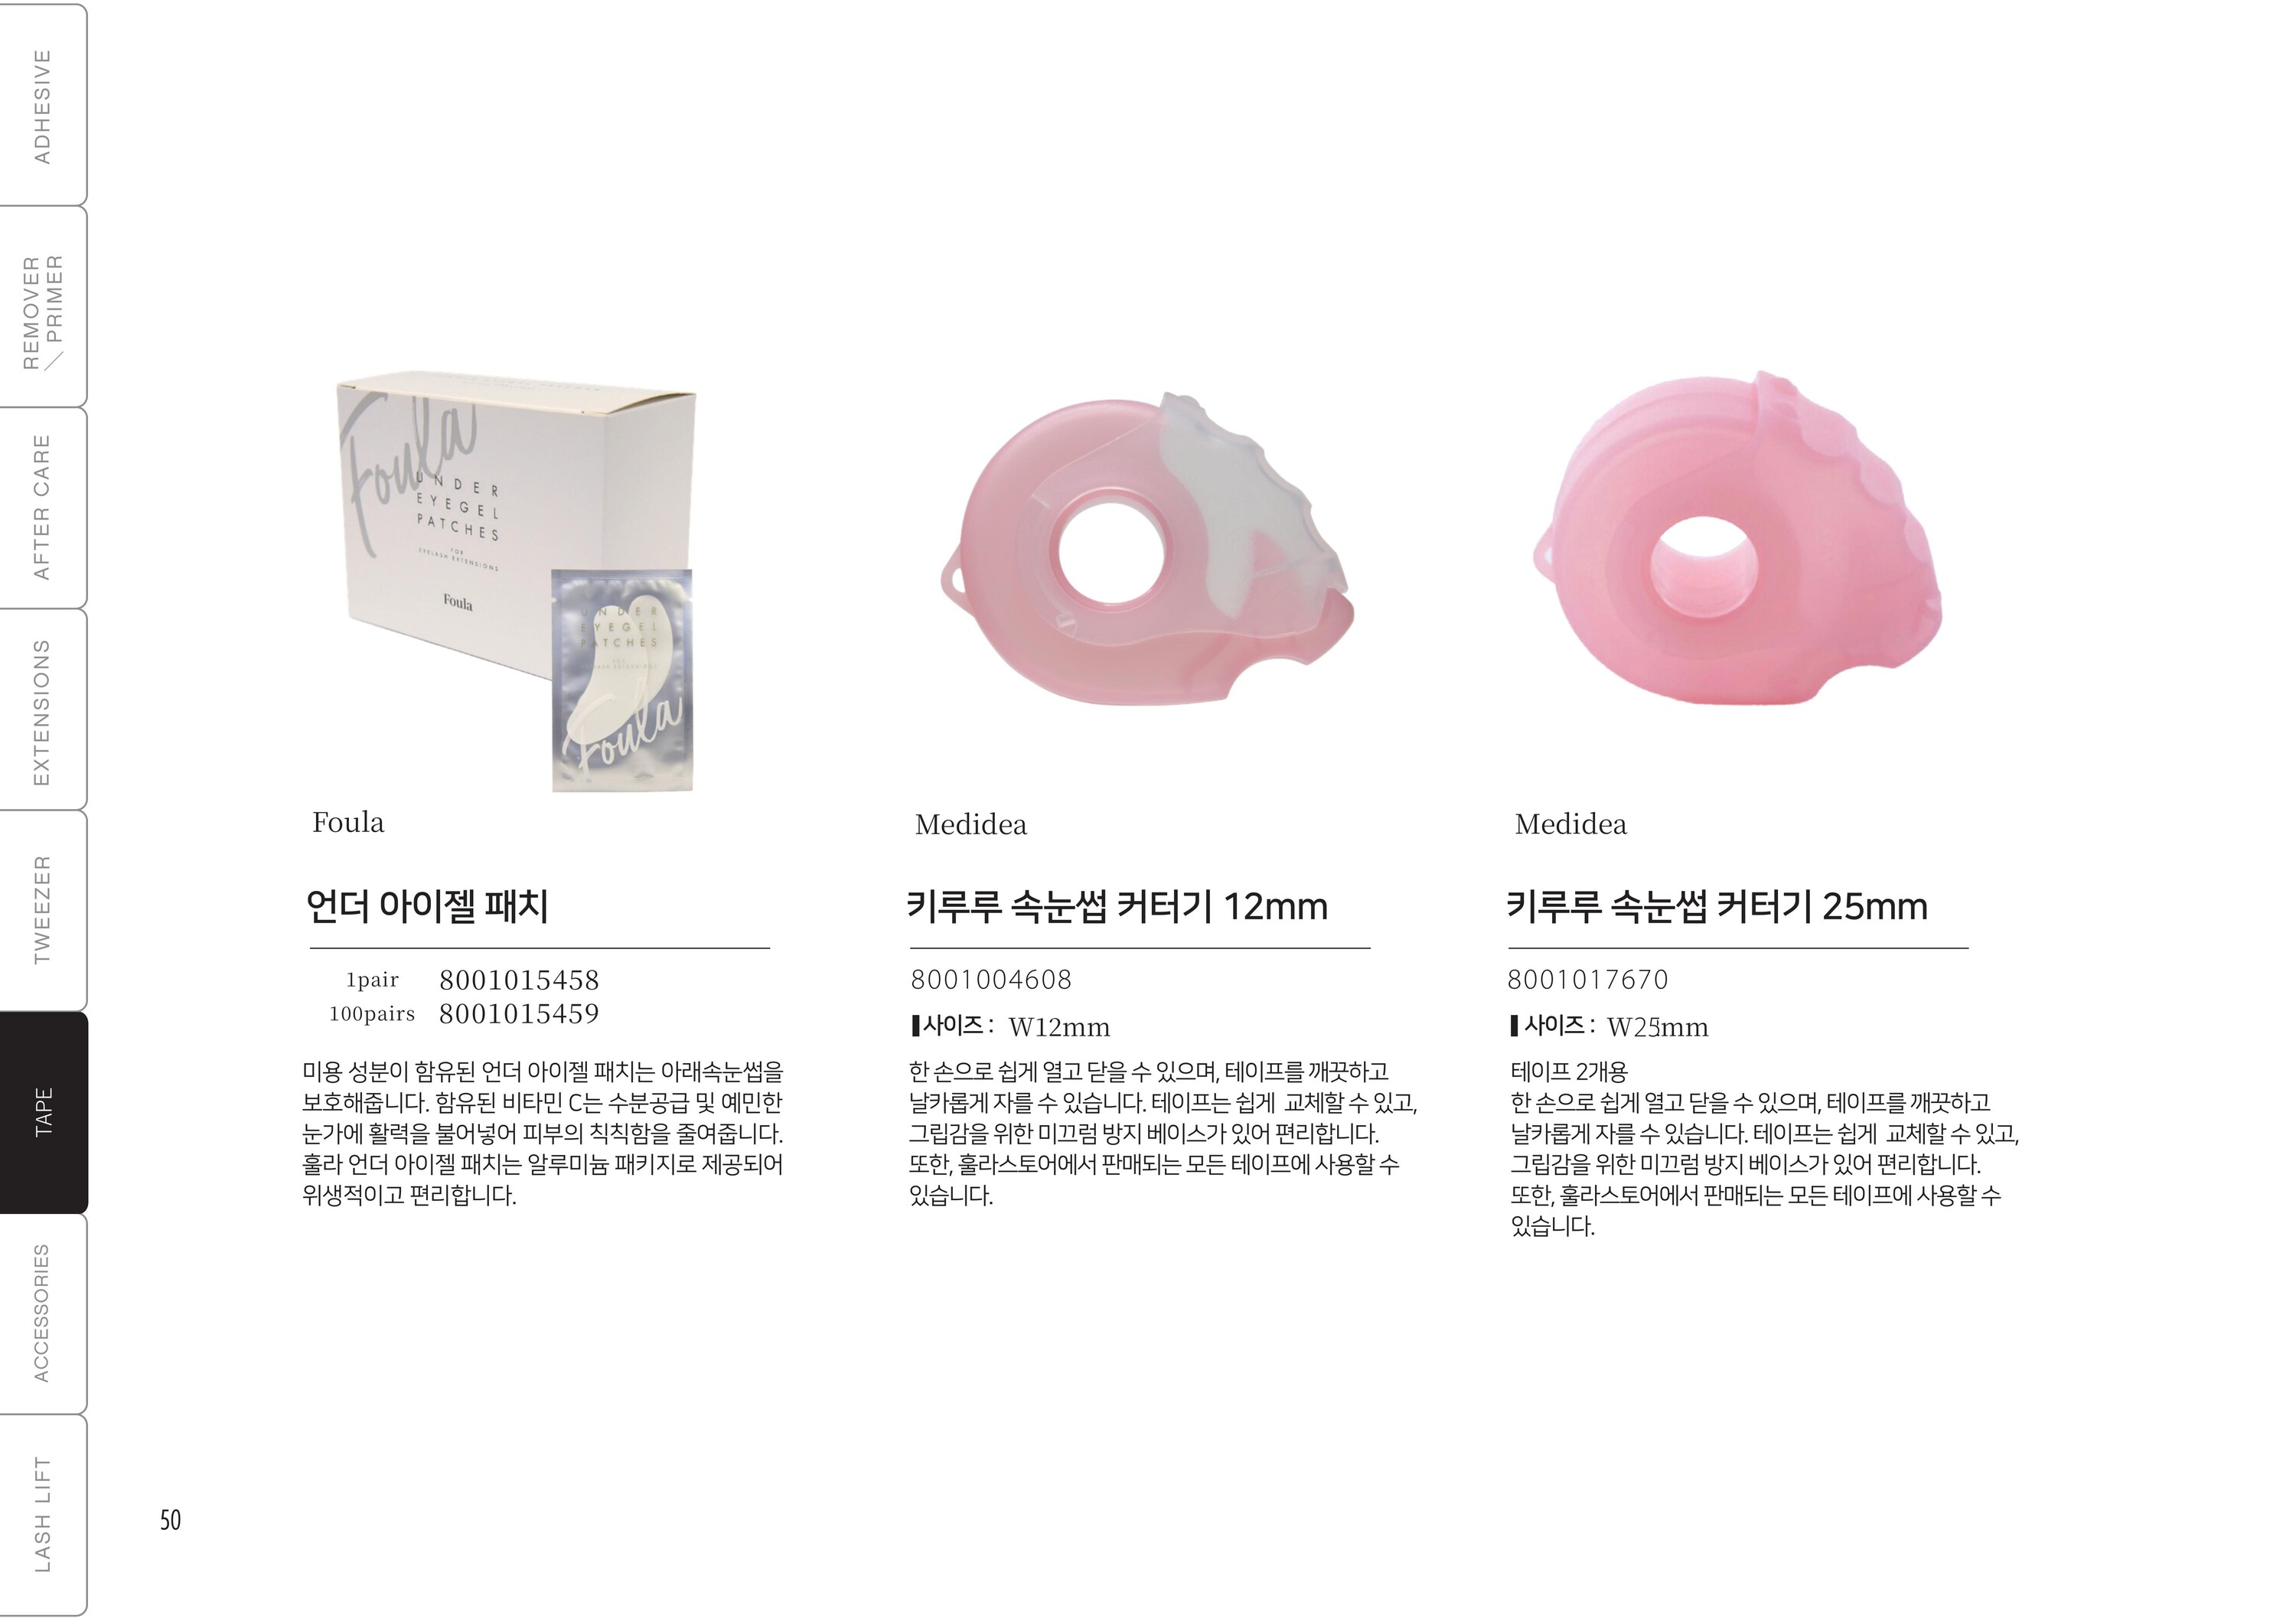 ADHESIVE
REMOVER
/ PRIMER
AFTER CARE
EXTENSIONS
TWEEZER
TAPE
ACCESSORIES
LASH LIFT
Foula
UNDER
EYEGEL
PATCHES
FOR
EYELASH EXTENSIONS
Foula
UNDER
EYEGEL
PATCHES
Foula
Foula
언더 아이젤 패치
1pair 8001015458
100pairs 8001015459
미용 성분이 함유된 언더 아이젤 패치는 아래속눈썹을
보호해줍니다. 함유된 비타민 C는 수분공급 및 예민한
눈가에 활력을 불어넣어 피부의 칙칙함을 줄여줍니다.
훌라 언더 아이젤 패치는 알루미늄 패키지로 제공되어
위생적이고 편리합니다.
Medidea
키루루 속눈썹 커터기 12mm
8001004608
사이즈 : W12mm
한 손으로 쉽게 열고 닫을 수 있으며, 테이프를 깨끗하고
날카롭게 자를 수 있습니다. 테이프는 쉽게 교체할 수 있고,
그립감을 위한 미끄럼 방지 베이스가 있어 편리합니다.
또한, 훌라스토어에서 판매되는 모든 테이프에 사용할 수
있습니다.
Medidea
키루루 속눈썹 커터기 25mm
8001017670
사이즈 : W25mm
테이프 2개용
한 손으로 쉽게 열고 닫을 수 있으며, 테이프를 깨끗하고
날카롭게 자를 수 있습니다. 테이프는 쉽게 교체할 수 있고,
그립감을 위한 미끄럼 방지 베이스가 있어 편리합니다.
또한, 훌라스토어에서 판매되는 모든 테이프에 사용할 수
있습니다.
50